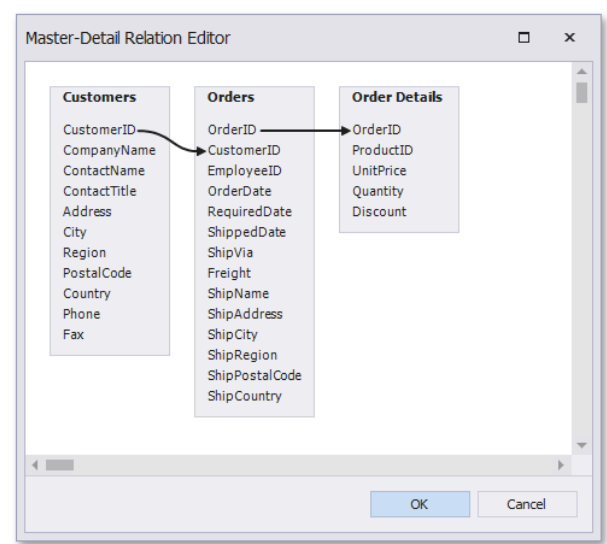 Master-Detail Relation Editor
Customers
CustomerID
CompanyName
ContactName
ContactTitle
Address
City
Region
PostalCode
Country
Phone
Fax
Orders
OrderID
CustomerID
EmployeeID
OrderDate
RequiredDate
ShippedDate
ShipVia
Freight
ShipName
ShipAddress
ShipCity
ShipRegion
ShipPostalCode
ShipCountry
Order Details
OrderID
ProductID
UnitPrice
Quantity
Discount
OK
Cancel